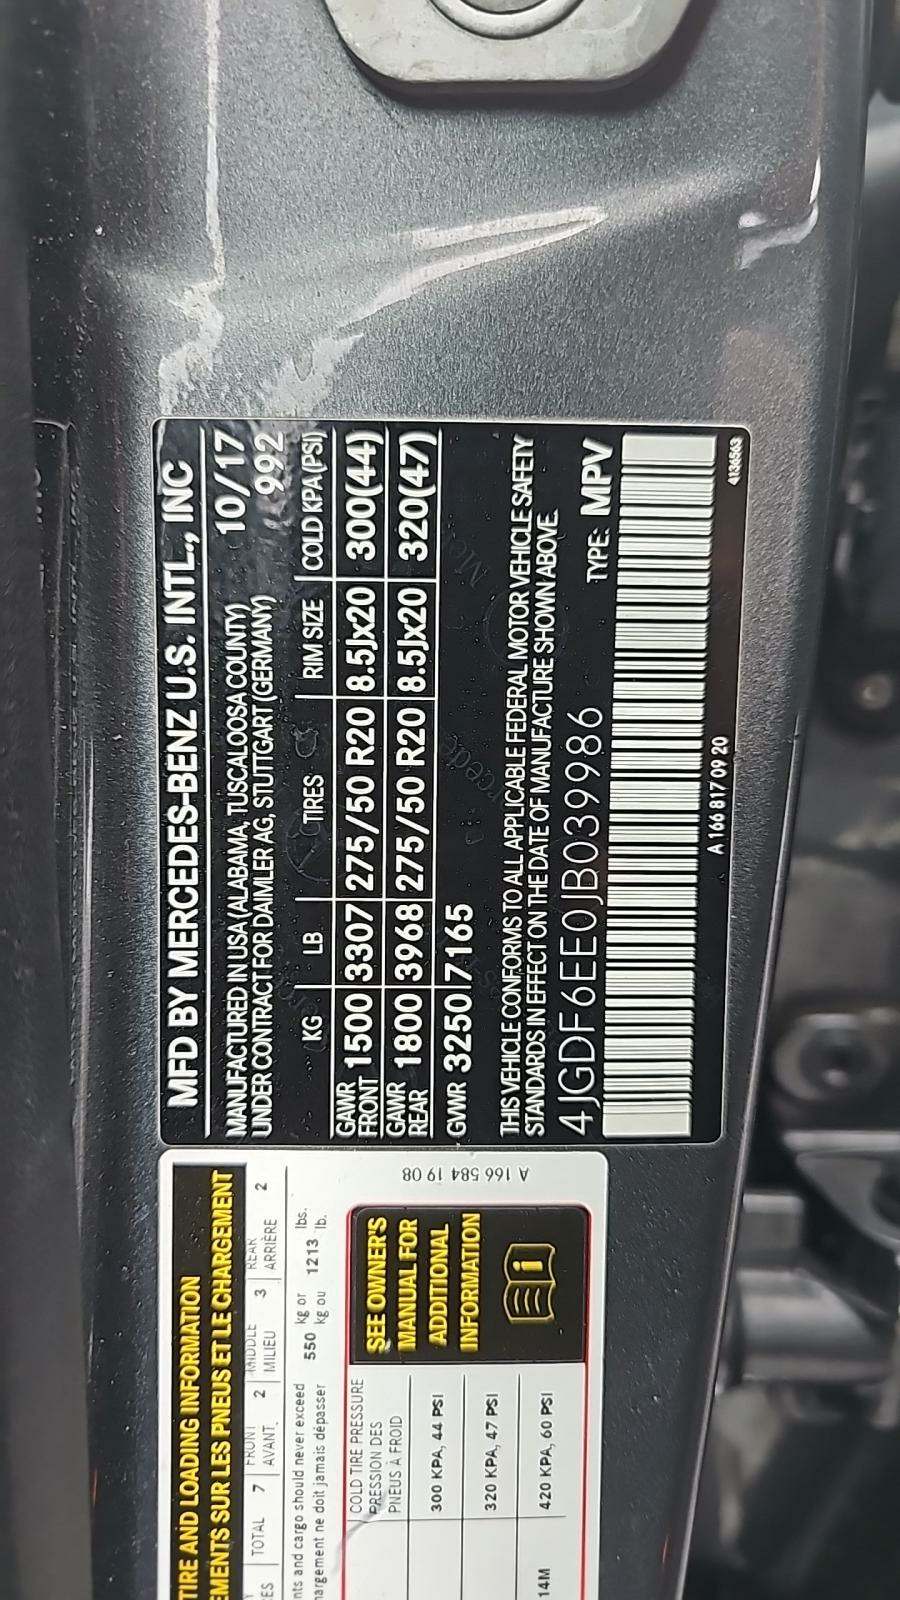 MFD BY MERCEDES-BENZ U.S. INTL., INC
MANUFACTURED IN USA (ALABAMA, TUSCALOOSA COUNTY) 10/17
UNDER CONTRACT FOR DAIMLER AG, STUTTGART (GERMANY) 992
KG LB TIRES RIM SIZE COLD KPA(PSI)
GAWR FRONT 1500 3307 275/50 R20 8.5Jx20 300(44)
GAWR REAR 1800 3968 275/50 R20 8.5Jx20 320(47)
GVWR 3250 7165
THIS VEHICLE CONFORMS TO ALL APPLICABLE FEDERAL MOTOR VEHICLE SAFETY
STANDARDS IN EFFECT ON THE DATE OF MANUFACTURE SHOWN ABOVE.
4JGDF6EE0JB039986 TYPE: MPV
A 166 817 09 20
4136563
TIRE AND LOADING INFORMATION
EMENTS SUR LES PNEUS ET LE CHARGEMENT
TOTAL 7 FRONT 2 MIDDLE 3 REAR 2
ES AVANT. MILIEU ARRIÈRE
nts and cargo should never exceed 550 kg or 1213 lbs.
hargement ne doit jamais dépasser kg ou lb.
COLD TIRE PRESSURE
PRESSION DES
PNEUS À FROID
300 KPA, 44 PSI
320 KPA, 47 PSI
14M 420 KPA, 60 PSI
SEE OWNER'S
MANUAL FOR
ADDITIONAL
INFORMATION
A 166 584 19 08